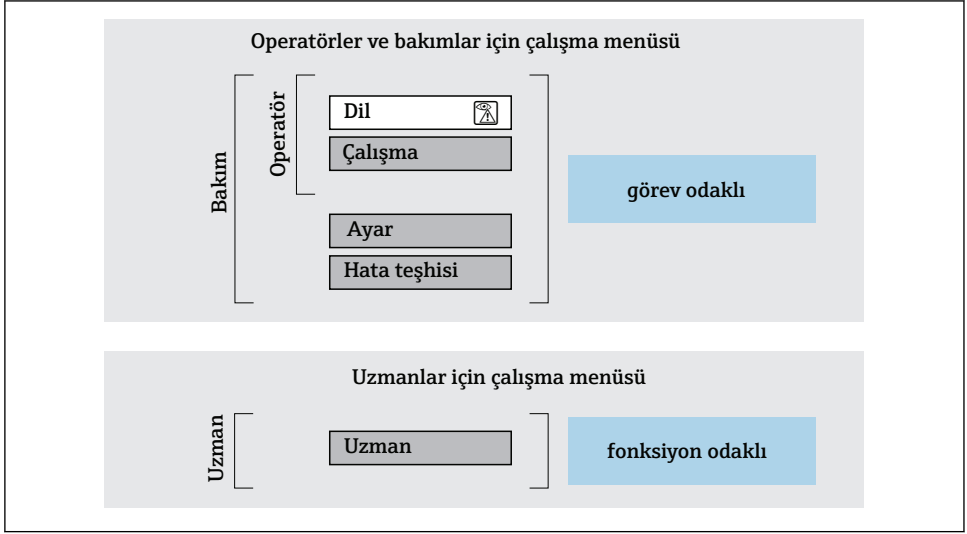 Operatörler ve bakımlar için çalışma menüsü
Bakım
Operatör
Dil
Çalışma
Ayar
Hata teşhisi
görev odaklı
Uzmanlar için çalışma menüsü
Uzman
Uzman
fonksiyon odaklı